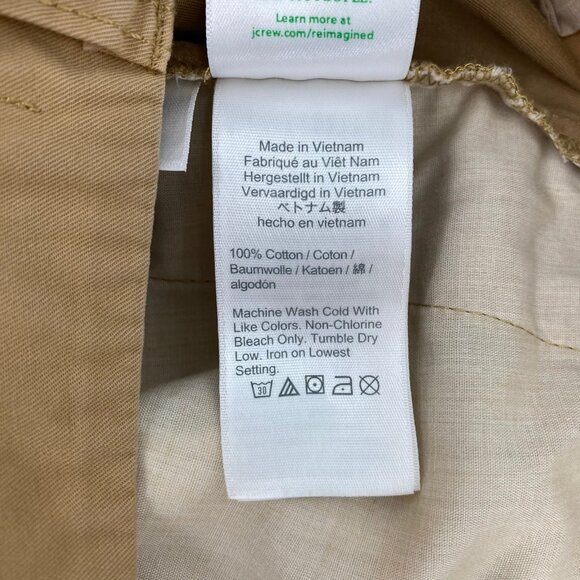 Learn more at
jcrew.com/reimagined
Made in Vietnam
Fabriqué au Viêt Nam
Hergestellt in Vietnam
Vervaardigd in Vietnam
ベトナム製
hecho en vietnam
100% Cotton / Coton /
Baumwolle / Katoen / 綿 /
algodón
Machine Wash Cold With
Like Colors. Non-Chlorine
Bleach Only. Tumble Dry
Low. Iron on Lowest
Setting.
30